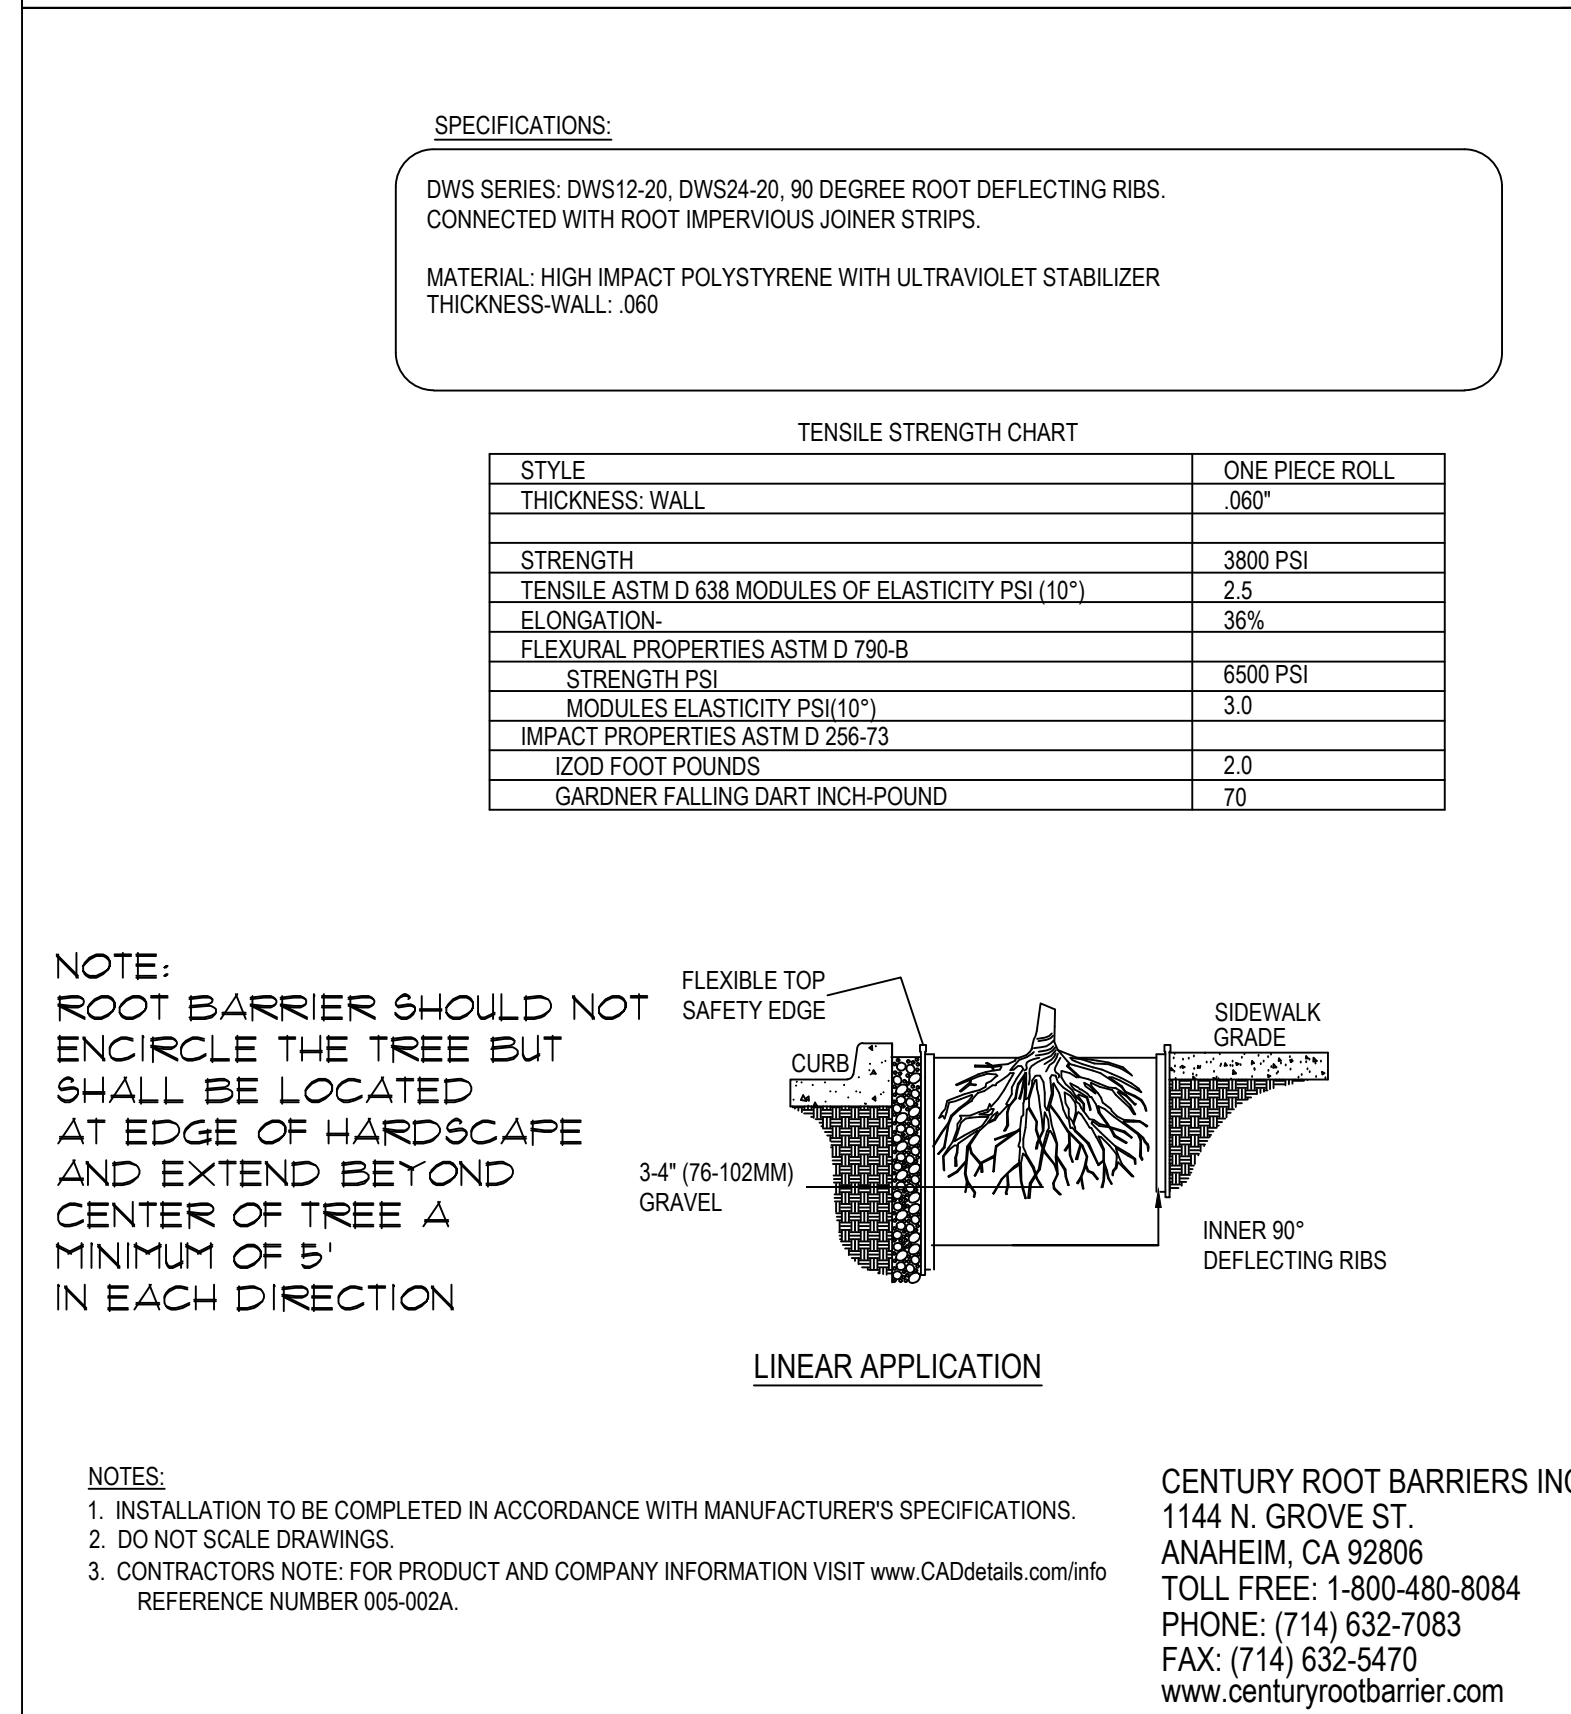 SPECIFICATIONS:
DWS SERIES: DWS12-20, DWS24-20, 90 DEGREE ROOT DEFLECTING RIBS.
CONNECTED WITH ROOT IMPERVIOUS JOINER STRIPS.
MATERIAL: HIGH IMPACT POLYSTYRENE WITH ULTRAVIOLET STABILIZER
THICKNESS-WALL: .060
TENSILE STRENGTH CHART
STYLE ONE PIECE ROLL
THICKNESS: WALL .060"
STRENGTH 3800 PSI
TENSILE ASTM D 638 MODULES OF ELASTICITY PSI (10°) 2.5
ELONGATION- 36%
FLEXURAL PROPERTIES ASTM D 790-B
STRENGTH PSI 6500 PSI
MODULES ELASTICITY PSI(10°) 3.0
IMPACT PROPERTIES ASTM D 256-73
IZOD FOOT POUNDS 2.0
GARDNER FALLING DART INCH-POUND 70
NOTE:
ROOT BARRIER SHOULD NOT
ENCIRCLE THE TREE BUT
SHALL BE LOCATED
AT EDGE OF HARDSCAPE
AND EXTEND BEYOND
CENTER OF TREE A
MINIMUM OF 5'
IN EACH DIRECTION
FLEXIBLE TOP
SAFETY EDGE
CURB
SIDEWALK
GRADE
3-4" (76-102MM)
GRAVEL
INNER 90°
DEFLECTING RIBS
LINEAR APPLICATION
NOTES:
1. INSTALLATION TO BE COMPLETED IN ACCORDANCE WITH MANUFACTURER'S SPECIFICATIONS.
2. DO NOT SCALE DRAWINGS.
3. CONTRACTORS NOTE: FOR PRODUCT AND COMPANY INFORMATION VISIT www.CADdetails.com/info
REFERENCE NUMBER 005-002A.
CENTURY ROOT BARRIERS INC
1144 N. GROVE ST.
ANAHEIM, CA 92806
TOLL FREE: 1-800-480-8084
PHONE: (714) 632-7083
FAX: (714) 632-5470
www.centuryrootbarrier.com